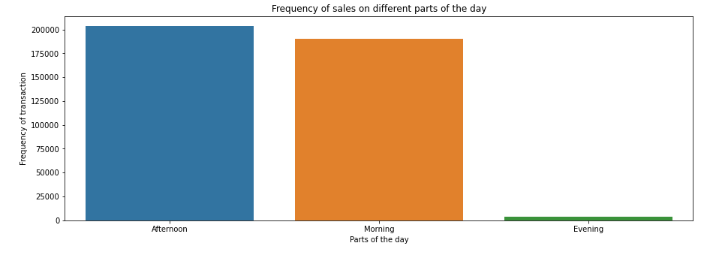 Frequency of sales on different parts of the day
200000
175000
150000
125000
100000
75000
50000
25000
0
Frequency of transaction
Afternoon Morning Evening
Parts of the day